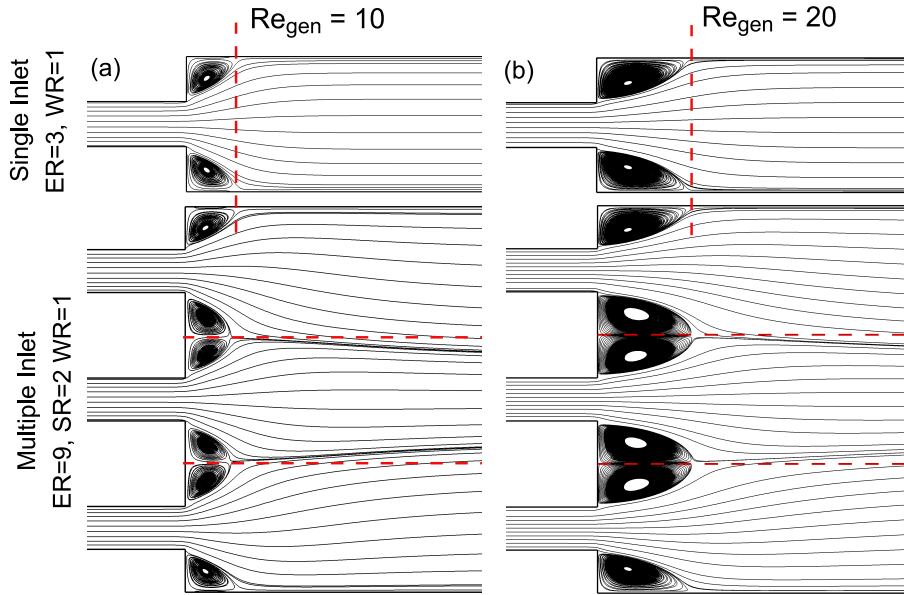 Re_gen = 10
Re_gen = 20
(a)
(b)
Single Inlet
ER=3, WR=1
Multiple Inlet
ER=9, SR=2 WR=1